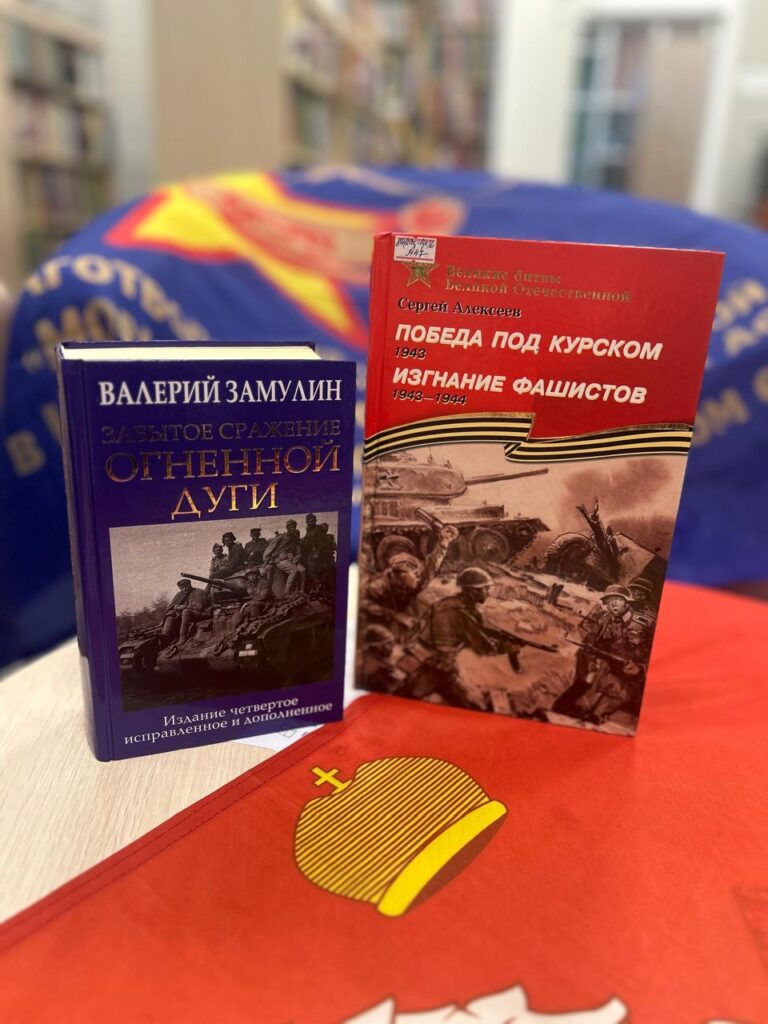 ВАЛЕРИЙ ЗАМУЛИН
ЗАБЫТОЕ СРАЖЕНИЕ
ОГНЕННОЙ
ДУГИ
Издание четвертое
исправленное и дополненное
№47
Великие битвы
Великой Отечественной
Сергей Алексеев
ПОБЕДА ПОД КУРСКОМ
1943
ИЗГНАНИЕ ФАШИСТОВ
1943—1944